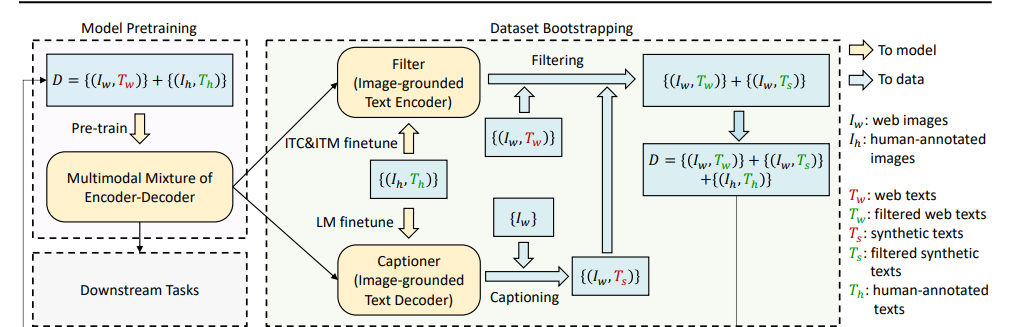 Model Pretraining
D = {(I_w, T_w)} + {(I_h, T_h)}
Pre-train
Multimodal Mixture of
Encoder-Decoder
Downstream Tasks
Dataset Bootstrapping
Filter
(Image-grounded
Text Encoder)
Filtering
{(I_w, T_w)} + {(I_w, T_s)}
ITC&ITM finetune
{(I_w, T_w)}
{(I_h, T_h)}
D = {(I_w, T_w)} + {(I_w, T_s)}
+{(I_h, T_h)}
LM finetune
{I_w}
Captioner
(Image-grounded
Text Decoder)
Captioning
{(I_w, T_s)}
To model
To data
I_w: web images
I_h: human-annotated
images
T_w: web texts
T_w: filtered web texts
T_s: synthetic texts
T_s: filtered synthetic
texts
T_h: human-annotated
texts